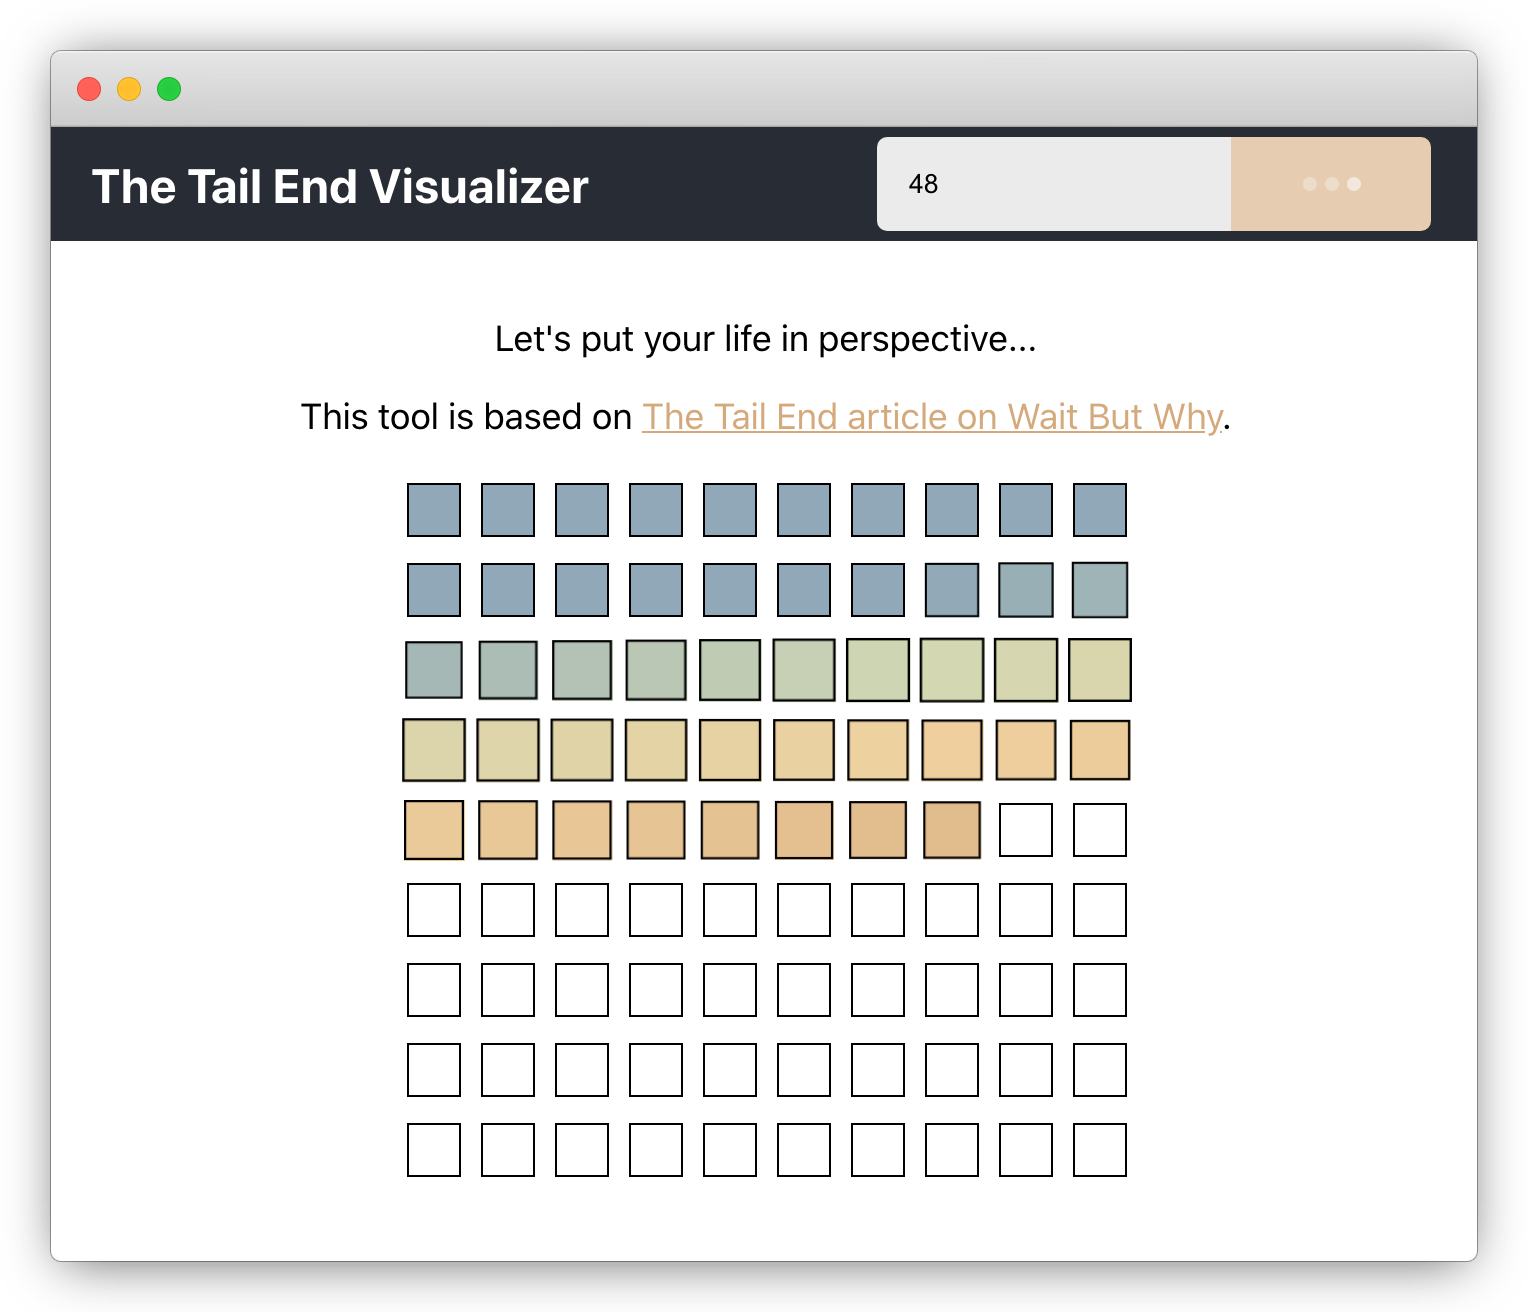 The Tail End Visualizer
48
Let's put your life in perspective...
This tool is based on The Tail End article on Wait But Why.